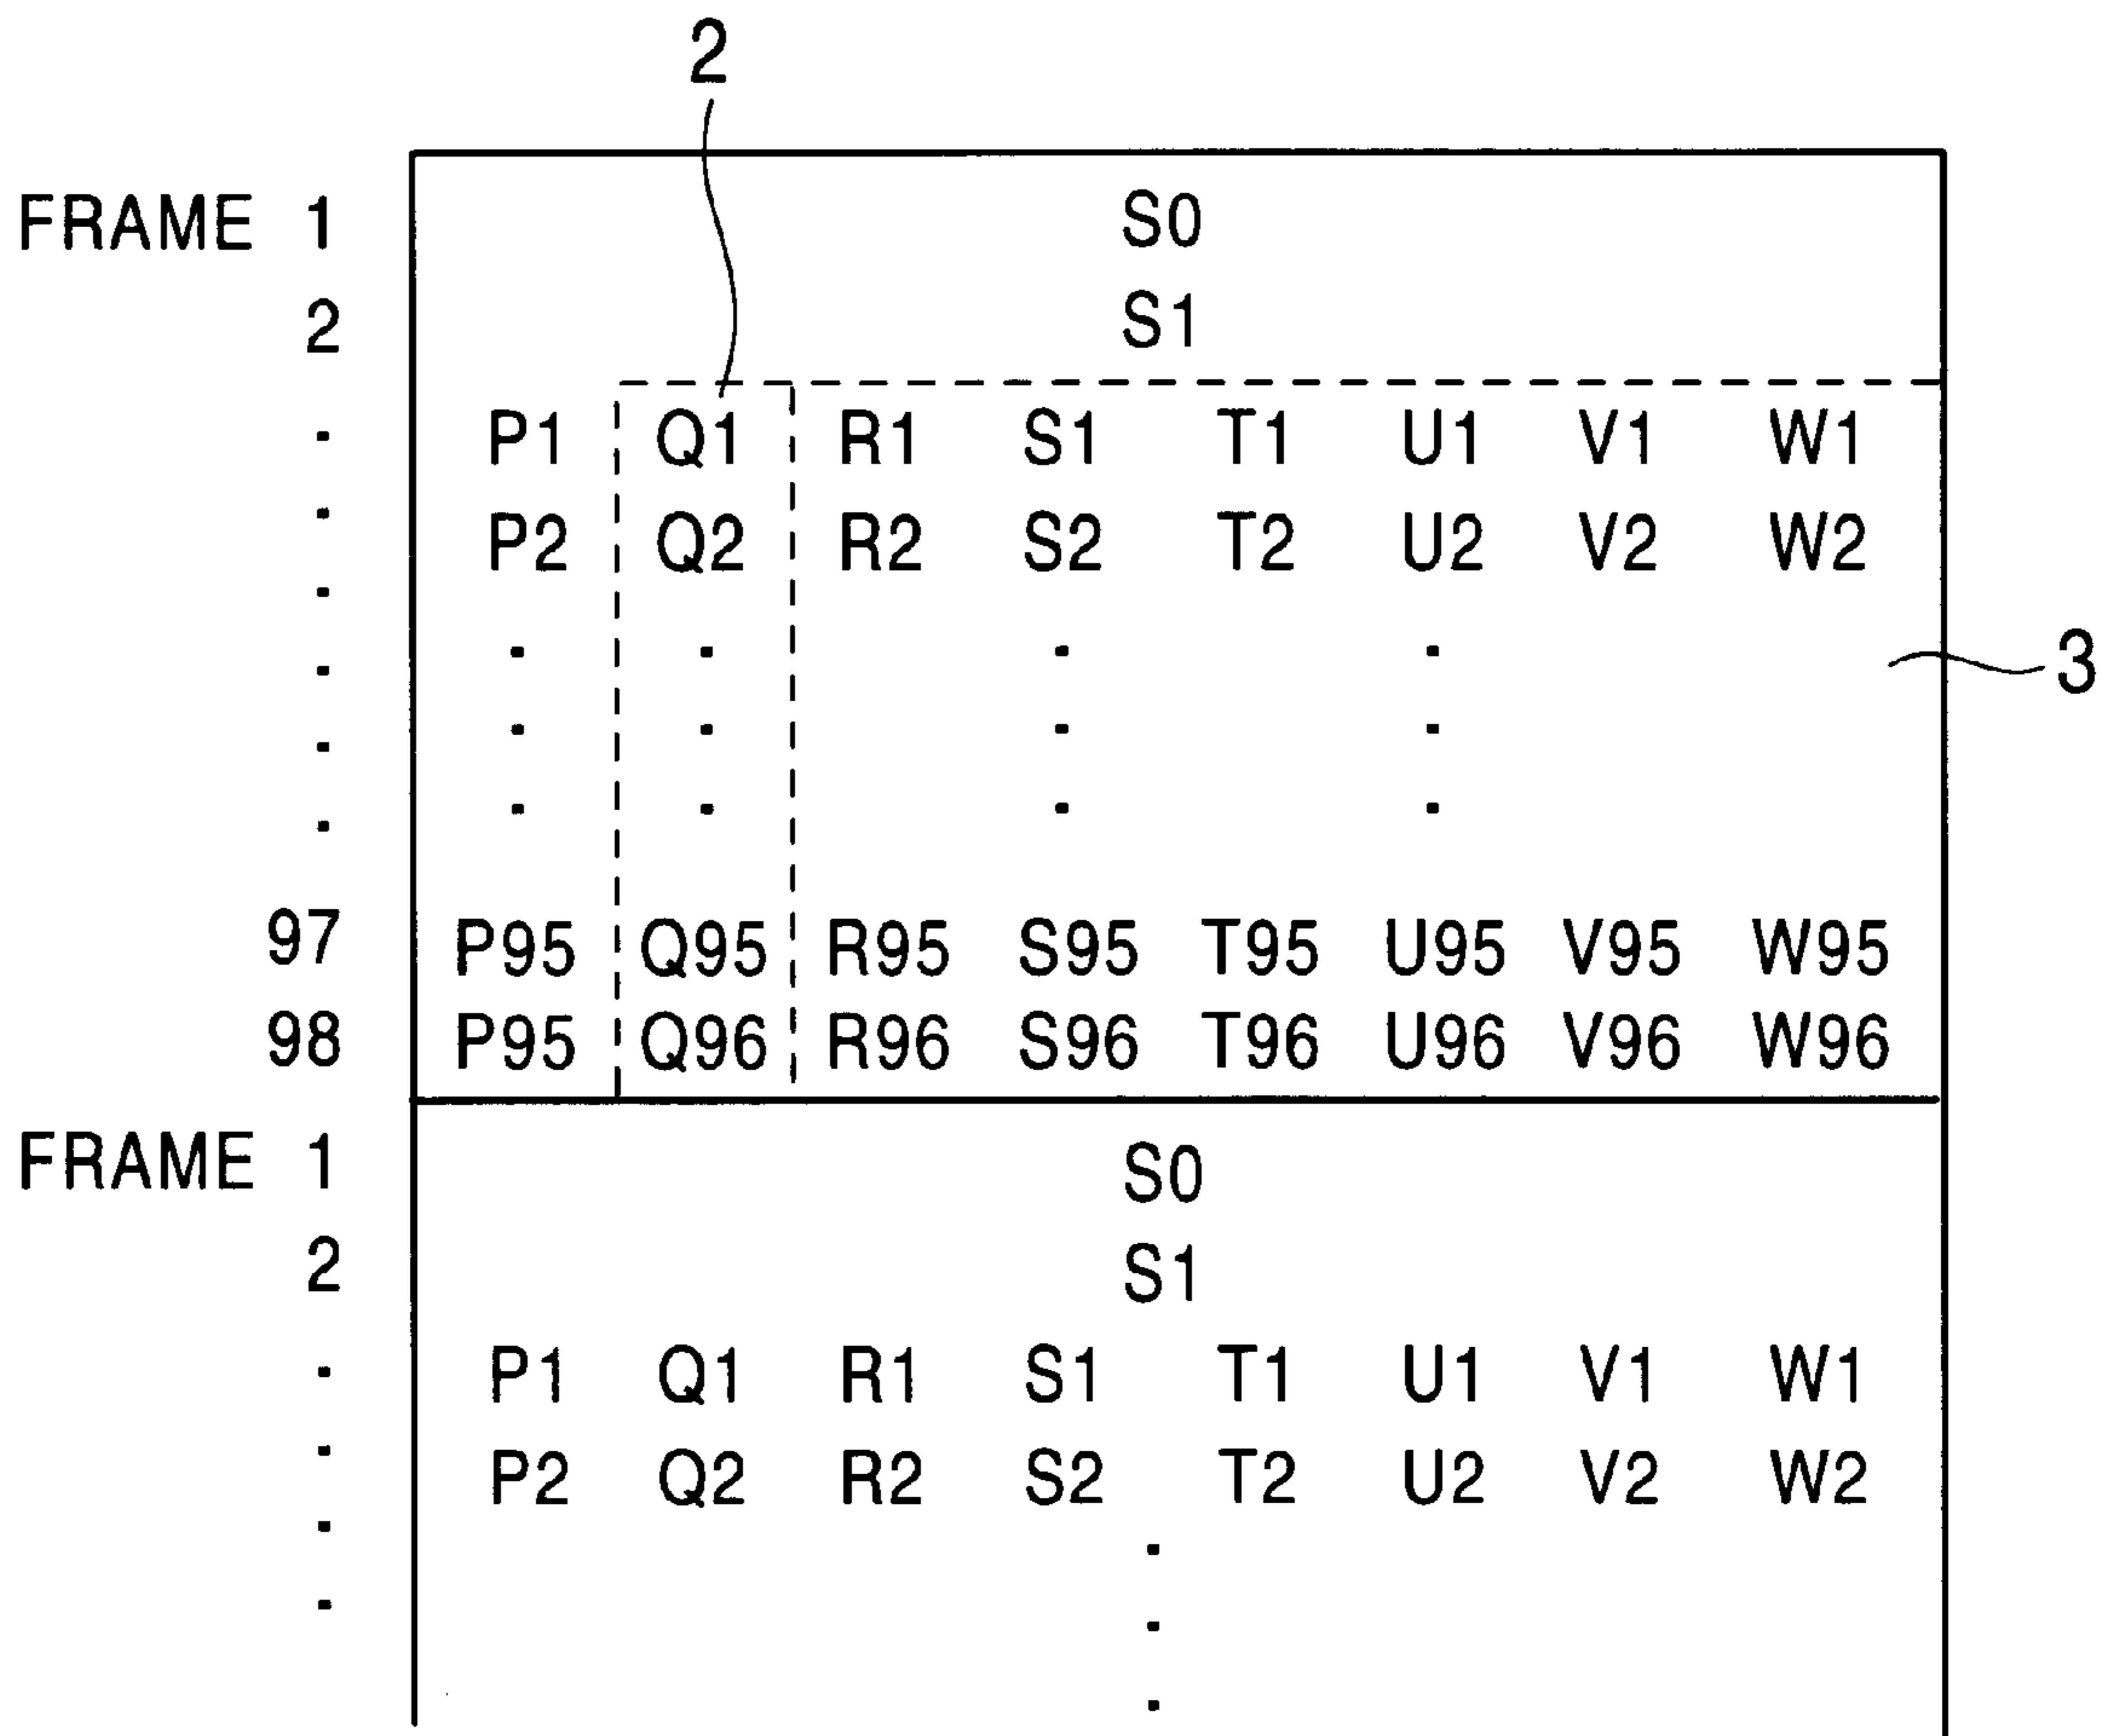 2
FRAME 1 S0
2 S1
P1 Q1 R1 S1 T1 U1 V1 W1
P2 Q2 R2 S2 T2 U2 V2 W2
3
97 P95 Q95 R95 S95 T95 U95 V95 W95
98 P95 Q96 R96 S96 T96 U96 V96 W96
FRAME 1 S0
2 S1
P1 Q1 R1 S1 T1 U1 V1 W1
P2 Q2 R2 S2 T2 U2 V2 W2